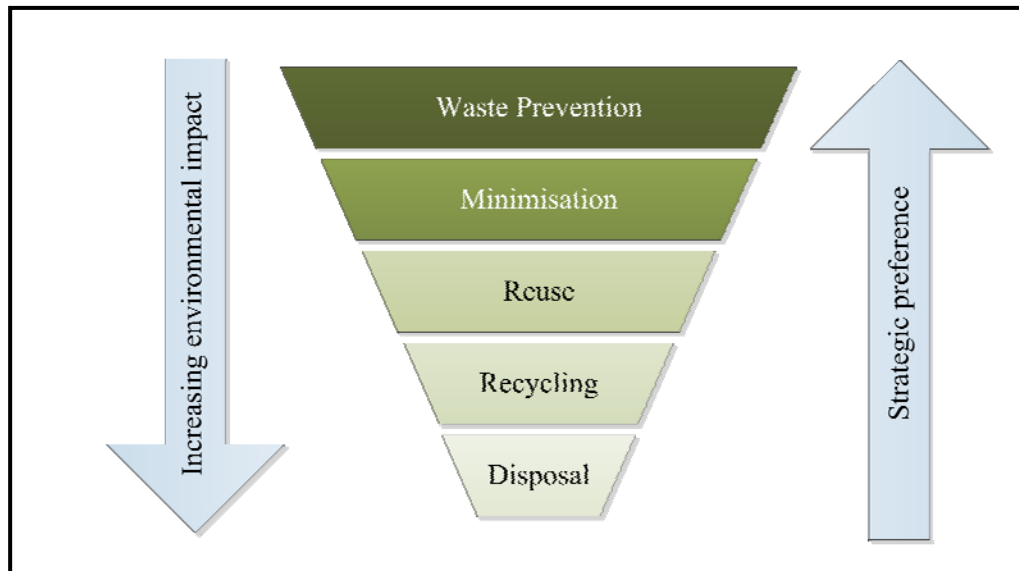 Increasing environmental impact
Waste Prevention
Minimisation
Reuse
Recycling
Disposal
Strategic preference